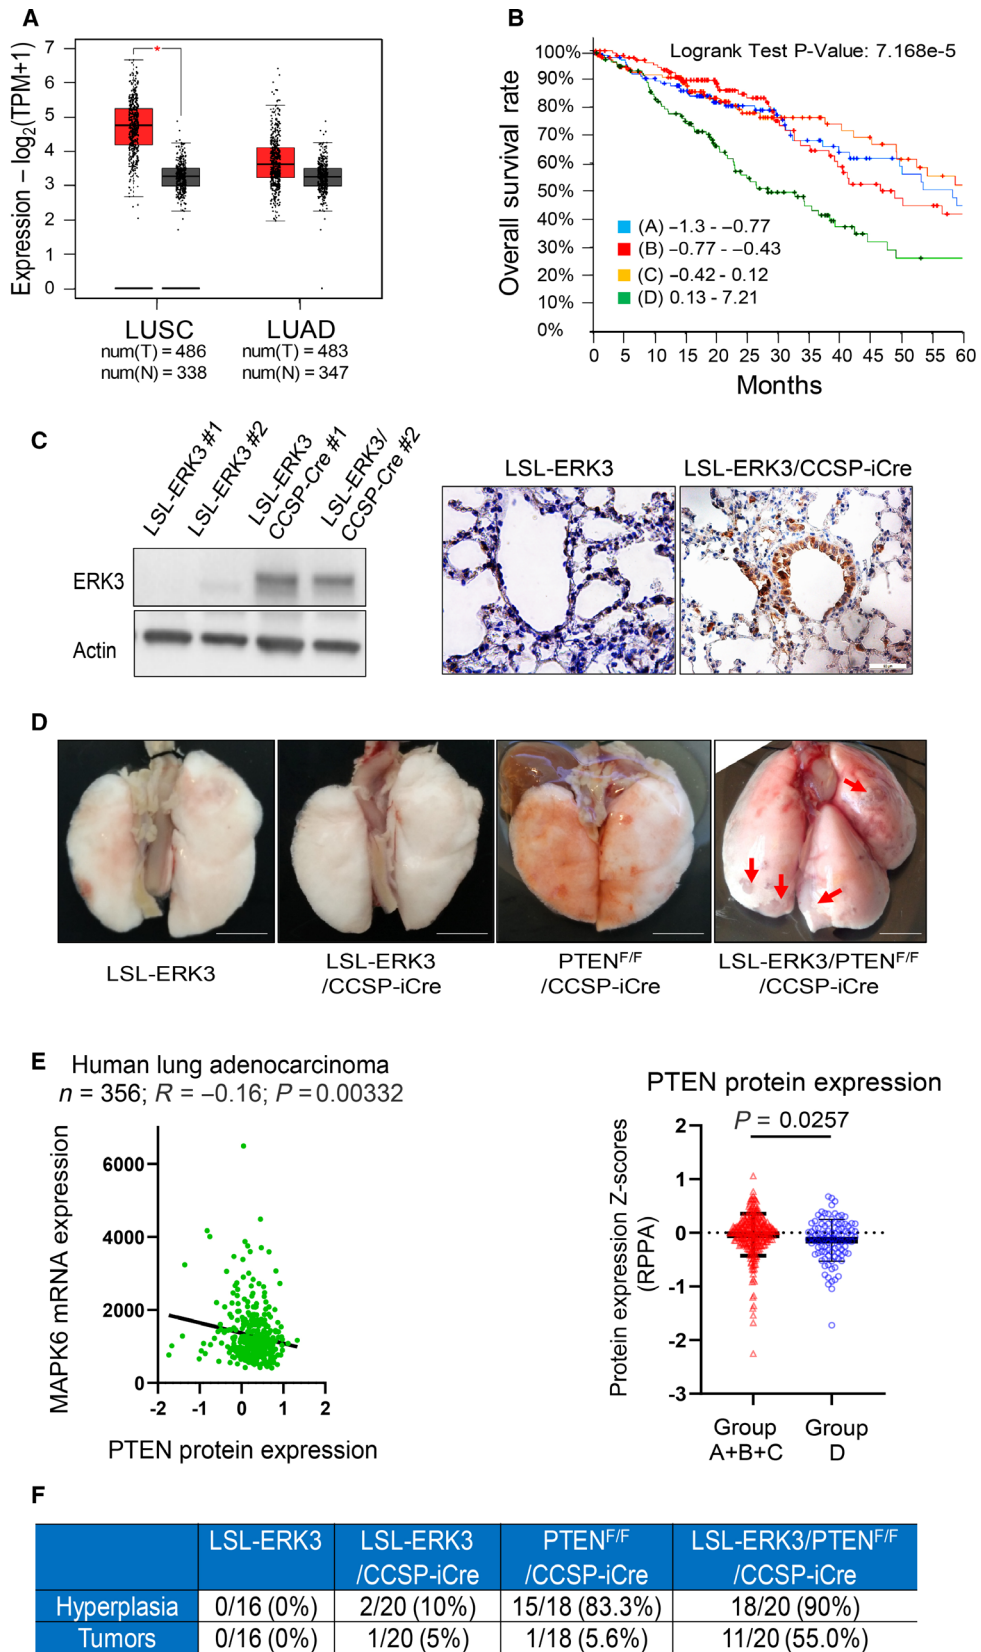 A
Expression – log2(TPM+1)
7
6
5
4
3
2
1
0
*
LUSC
num(T) = 486
num(N) = 338
LUAD
num(T) = 483
num(N) = 347
B
Overall survival rate
100%
90%
80%
70%
60%
50%
40%
30%
20%
10%
0%
Logrank Test P-Value: 7.168e-5
(A) –1.3 - –0.77
(B) –0.77 - –0.43
(C) –0.42 - 0.12
(D) 0.13 - 7.21
0 5 10 15 20 25 30 35 40 45 50 55 60
Months
C
LSL-ERK3 #1
LSL-ERK3 #2
LSL-ERK3
CCSP-Cre #1
LSL-ERK3/
CCSP-Cre #2
ERK3
Actin
LSL-ERK3
LSL-ERK3/CCSP-iCre
D
LSL-ERK3
LSL-ERK3
/CCSP-iCre
PTENF/F
/CCSP-iCre
LSL-ERK3/PTENF/F
/CCSP-iCre
E
Human lung adenocarcinoma
n = 356; R = –0.16; P = 0.00332
MAPK6 mRNA expression
6000
4000
2000
0
-2 -1 0 1 2
PTEN protein expression
PTEN protein expression
P = 0.0257
Protein expression Z-scores
(RPPA)
2
1
0
-1
-2
-3
Group
A+B+C
Group
D
F
LSL-ERK3 LSL-ERK3 PTENF/F LSL-ERK3/PTENF/F
/CCSP-iCre /CCSP-iCre /CCSP-iCre
Hyperplasia 0/16 (0%) 2/20 (10%) 15/18 (83.3%) 18/20 (90%)
Tumors 0/16 (0%) 1/20 (5%) 1/18 (5.6%) 11/20 (55.0%)